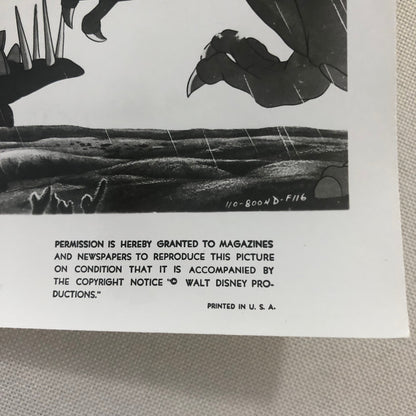 110-800ND-F116
PERMISSION IS HEREBY GRANTED TO MAGAZINES
AND NEWSPAPERS TO REPRODUCE THIS PICTURE
ON CONDITION THAT IT IS ACCOMPANIED BY
THE COPYRIGHT NOTICE "© WALT DISNEY PRO-
DUCTIONS."
PRINTED IN U. S. A.